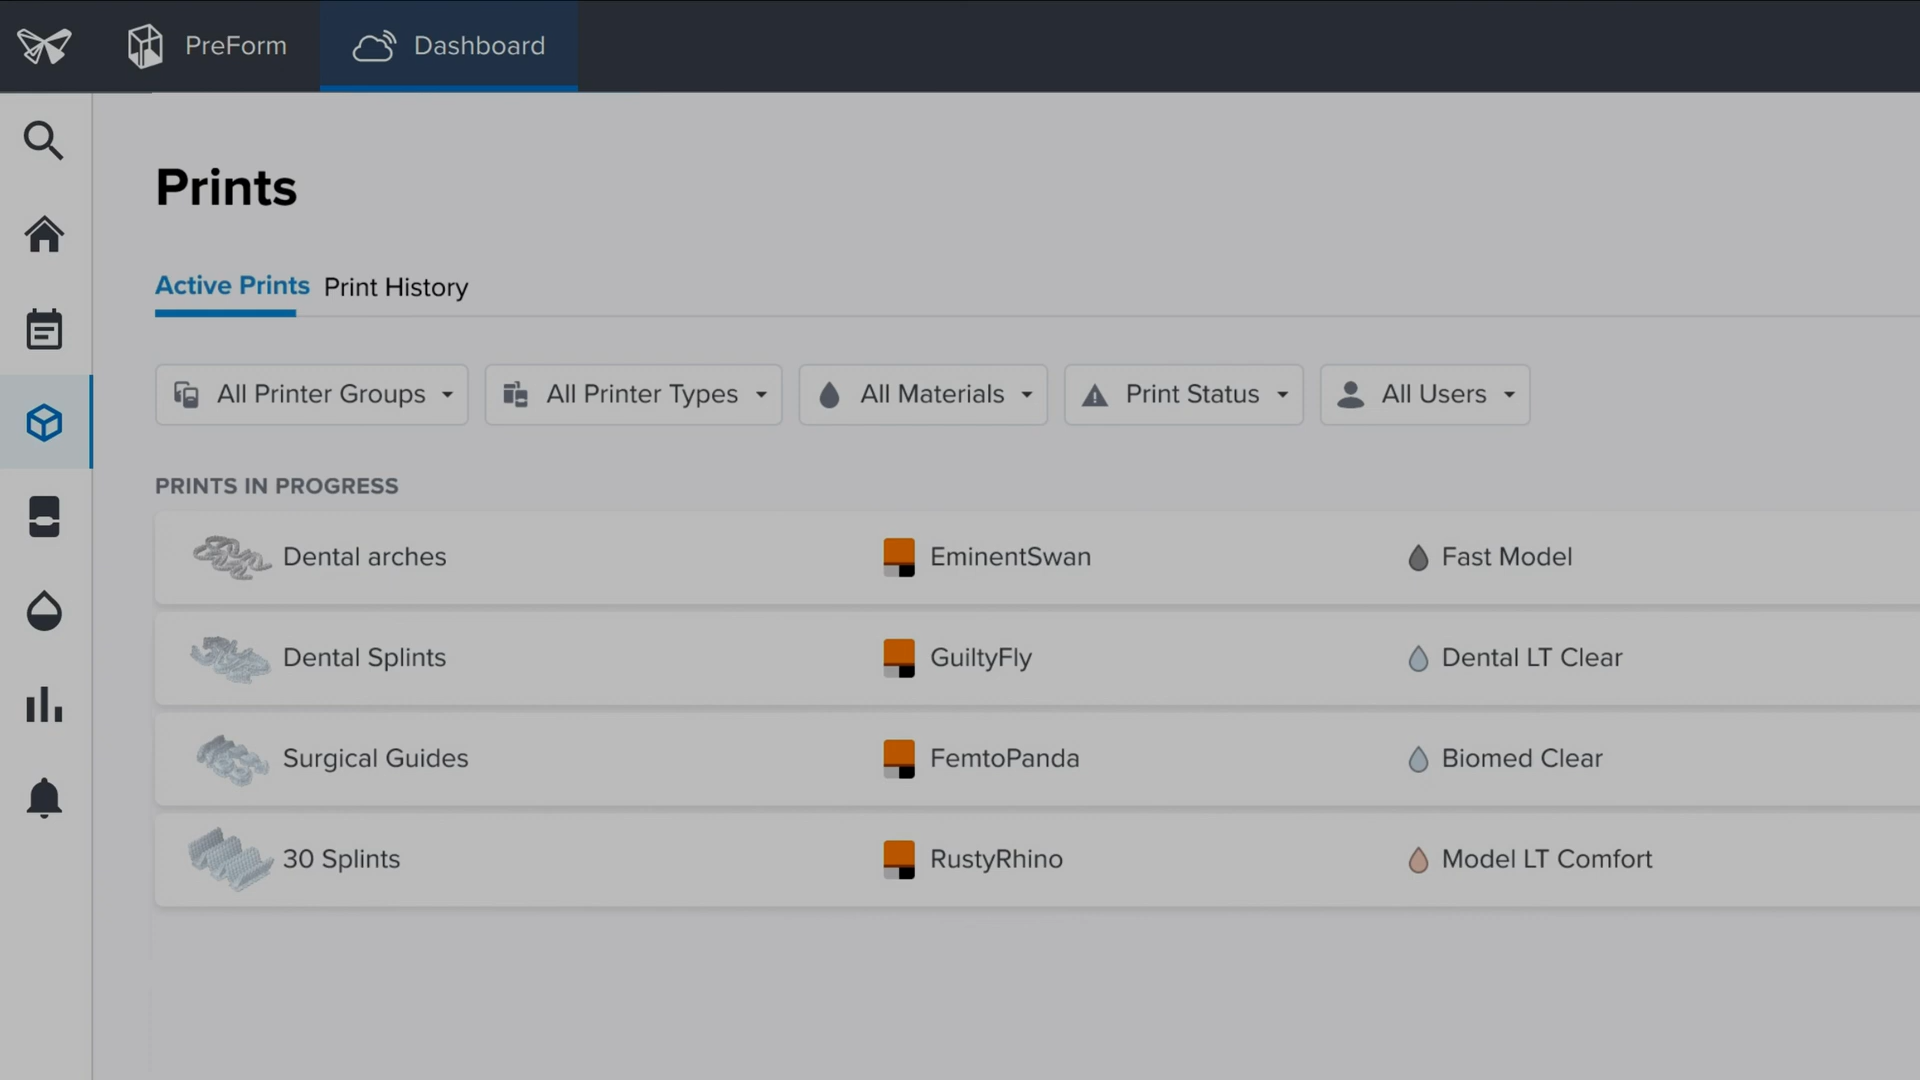 PreForm Dashboard
Prints
Active Prints Print History
All Printer Groups All Printer Types All Materials Print Status All Users
PRINTS IN PROGRESS
Dental arches EminentSwan Fast Model
Dental Splints GuiltyFly Dental LT Clear
Surgical Guides FemtoPanda Biomed Clear
30 Splints RustyRhino Model LT Comfort